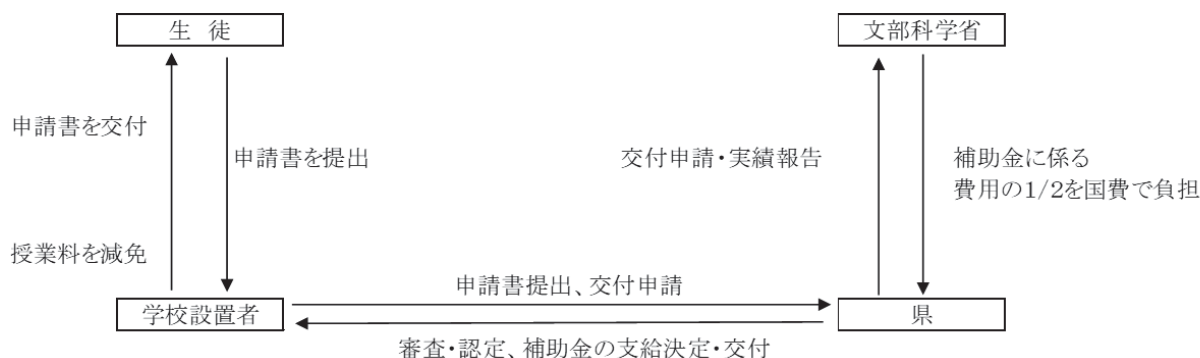 生 徒
文部科学省
申請書を交付
申請書を提出
交付申請・実績報告
補助金に係る
費用の1/2を国費で負担
授業料を減免
申請書提出、交付申請
学校設置者
県
審査・認定、補助金の支給決定・交付